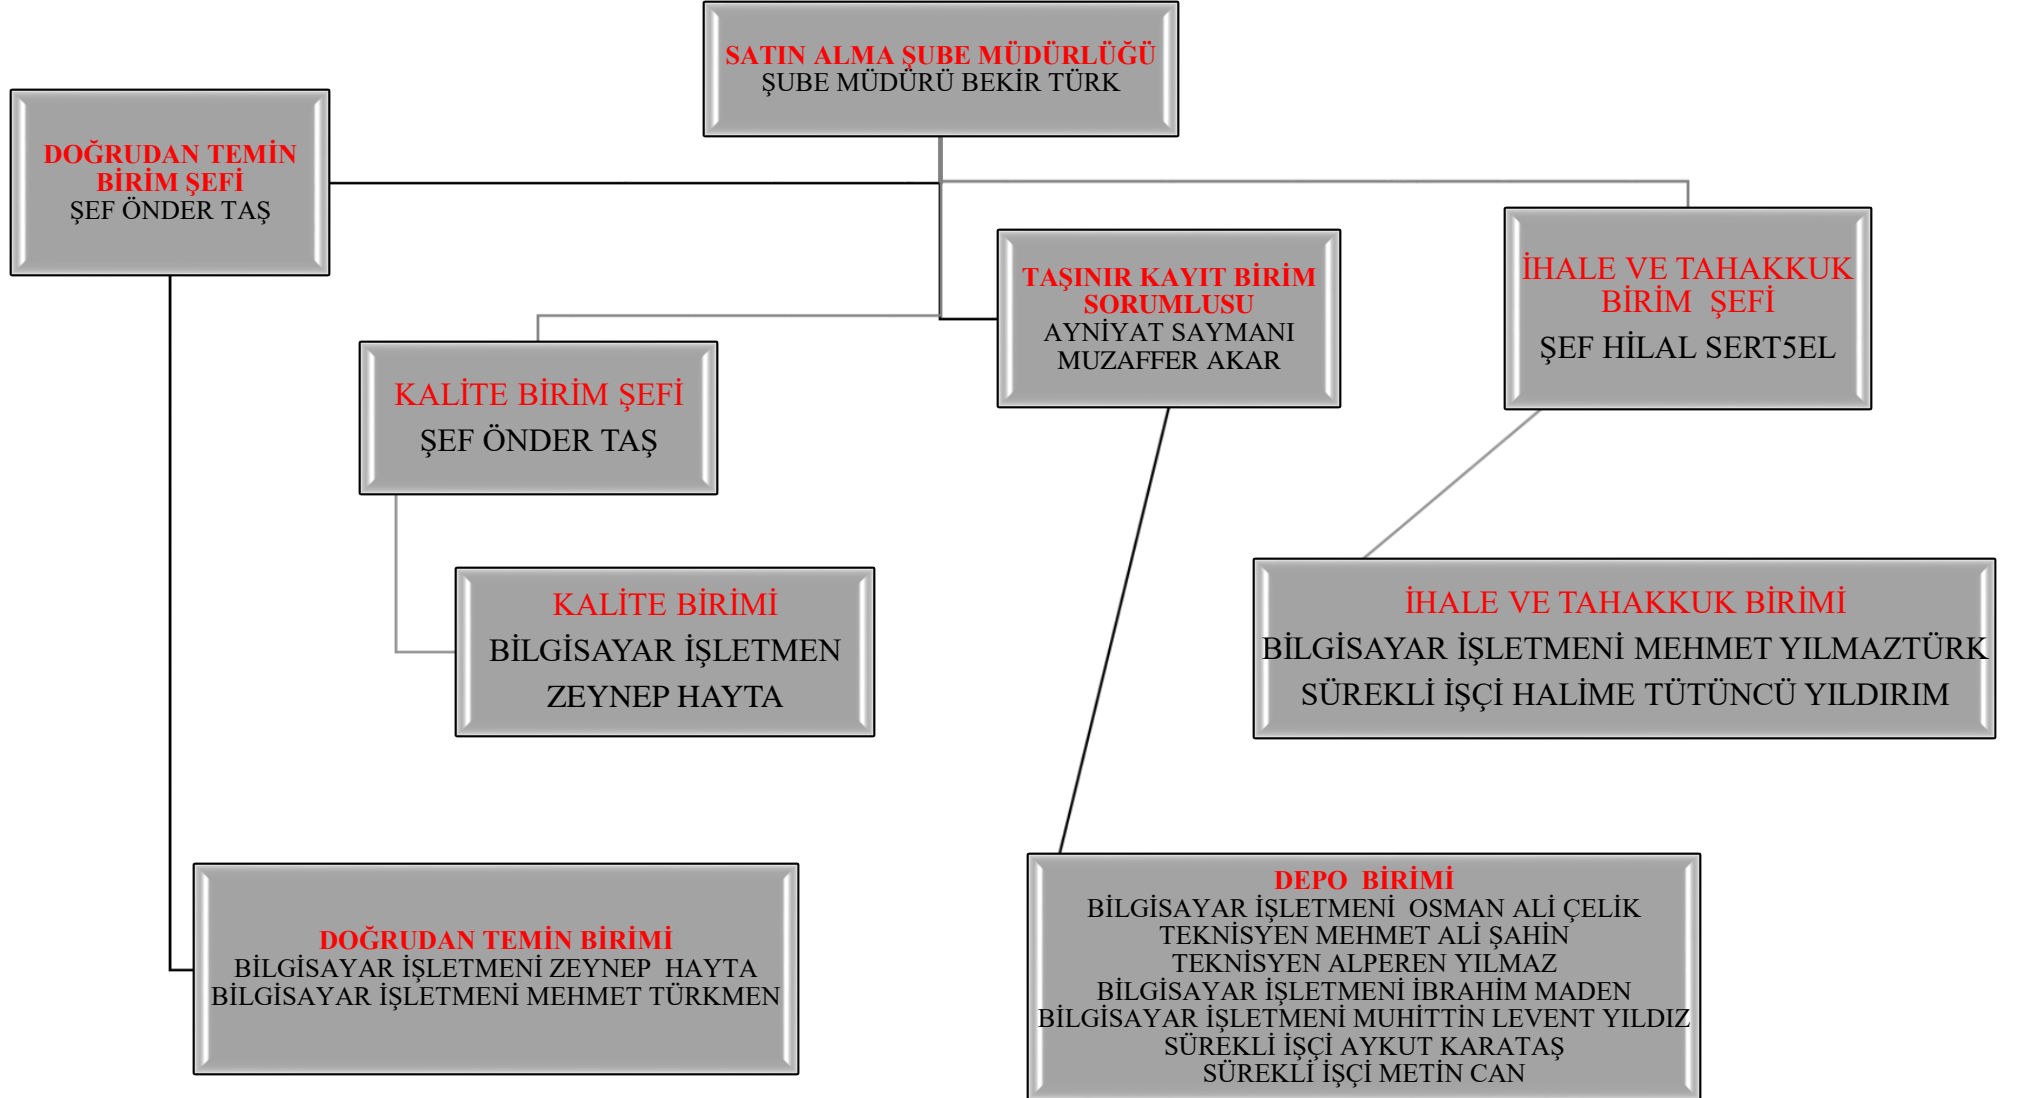 SATIN ALMA ŞUBE MÜDÜRLÜĞÜ
ŞUBE MÜDÜRÜ BEKİR TÜRK
DOĞRUDAN TEMİN
BİRİM ŞEFİ
ŞEF ÖNDER TAŞ
TAŞINIR KAYIT BİRİM
SORUMLUSU
AYNİYAT SAYMANI
MUZAFFER AKAR
İHALE VE TAHAKKUK
BİRİM ŞEFİ
ŞEF HİLAL SERT5EL
KALİTE BİRİM ŞEFİ
ŞEF ÖNDER TAŞ
KALİTE BİRİMİ
BİLGİSAYAR İŞLETMEN
ZEYNEP HAYTA
İHALE VE TAHAKKUK BİRİMİ
BİLGİSAYAR İŞLETMENİ MEHMET YILMAZTÜRK
SÜREKLİ İŞÇİ HALİME TÜTÜNCÜ YILDIRIM
DOĞRUDAN TEMİN BİRİMİ
BİLGİSAYAR İŞLETMENİ ZEYNEP HAYTA
BİLGİSAYAR İŞLETMENİ MEHMET TÜRKMEN
DEPO BİRİMİ
BİLGİSAYAR İŞLETMENİ OSMAN ALİ ÇELİK
TEKNİSYEN MEHMET ALİ ŞAHİN
TEKNİSYEN ALPEREN YILMAZ
BİLGİSAYAR İŞLETMENİ İBRAHİM MADEN
BİLGİSAYAR İŞLETMENİ MUHİTTİN LEVENT YILDIZ
SÜREKLİ İŞÇİ AYKUT KARATAŞ
SÜREKLİ İŞÇİ METİN CAN